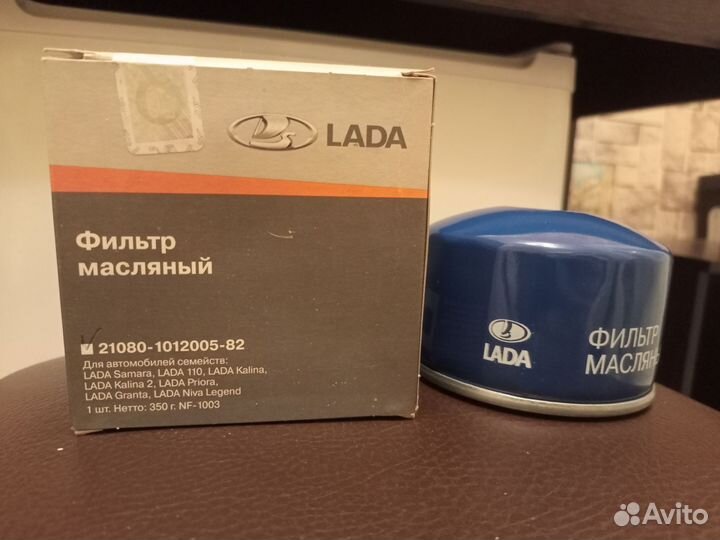 LADA
Фильтр
масляный
21080-1012005-82
Для автомобилей семейств:
LADA Samara, LADA 110, LADA Kalina,
LADA Kalina 2, LADA Priora,
LADA Granta, LADA Niva Legend
1 шт. Нетто: 350 г. NF-1003
LADA
ФИЛЬТР
МАСЛЯН
Avito